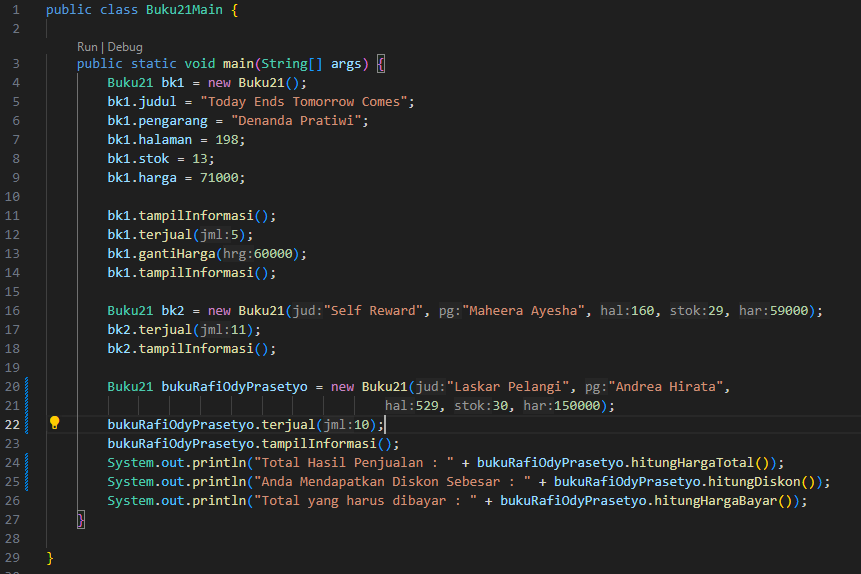 1 public class Buku21Main {
2
Run | Debug
3 public static void main(String[] args) {
4 Buku21 bk1 = new Buku21();
5 bk1.judul = "Today Ends Tomorrow Comes";
6 bk1.pengarang = "Denanda Pratiwi";
7 bk1.halaman = 198;
8 bk1.stok = 13;
9 bk1.harga = 71000;
10
11 bk1.tampilInformasi();
12 bk1.terjual(jml:5);
13 bk1.gantiHarga(hrg:60000);
14 bk1.tampilInformasi();
15
16 Buku21 bk2 = new Buku21(jud:"Self Reward", pg:"Maheera Ayesha", hal:160, stok:29, har:59000);
17 bk2.terjual(jml:11);
18 bk2.tampilInformasi();
19
20 Buku21 bukuRafiOdyPrasetyo = new Buku21(jud:"Laskar Pelangi", pg:"Andrea Hirata",
21 hal:529, stok:30, har:150000);
22 bukuRafiOdyPrasetyo.terjual(jml:10);
23 bukuRafiOdyPrasetyo.tampilInformasi();
24 System.out.println("Total Hasil Penjualan : " + bukuRafiOdyPrasetyo.hitungHargaTotal());
25 System.out.println("Anda Mendapatkan Diskon Sebesar : " + bukuRafiOdyPrasetyo.hitungDiskon());
26 System.out.println("Total yang harus dibayar : " + bukuRafiOdyPrasetyo.hitungHargaBayar());
27 }
28
29 }